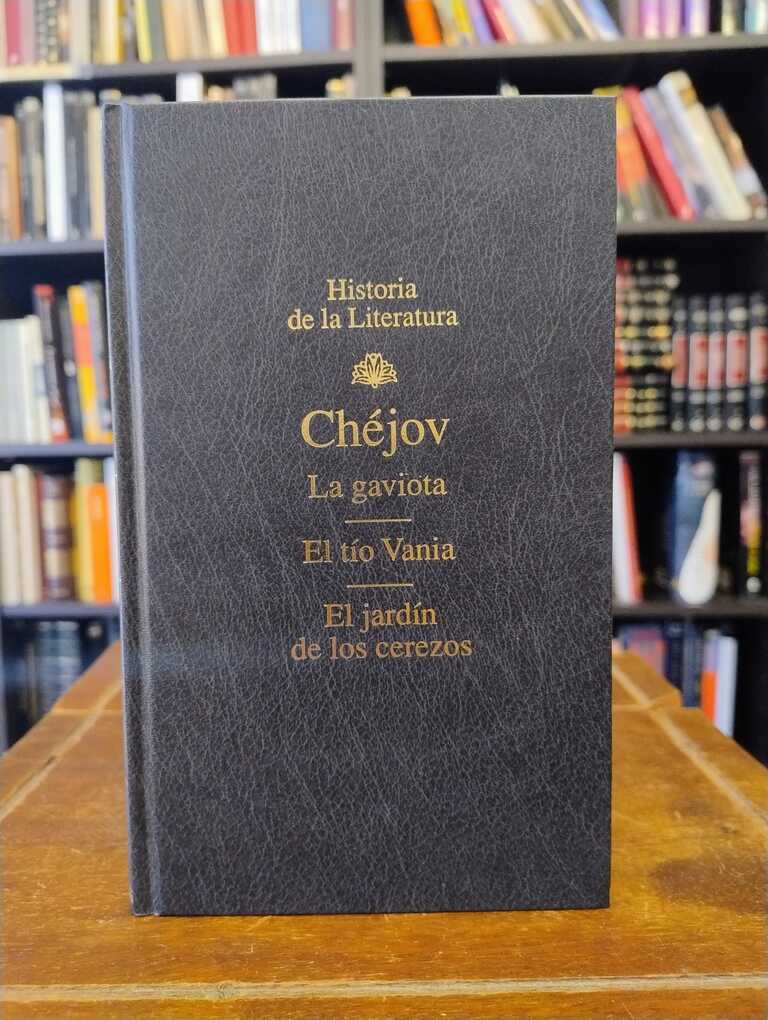 Historia
de la Literatura
Chéjov
La gaviota
El tío Vania
El jardín
de los cerezos